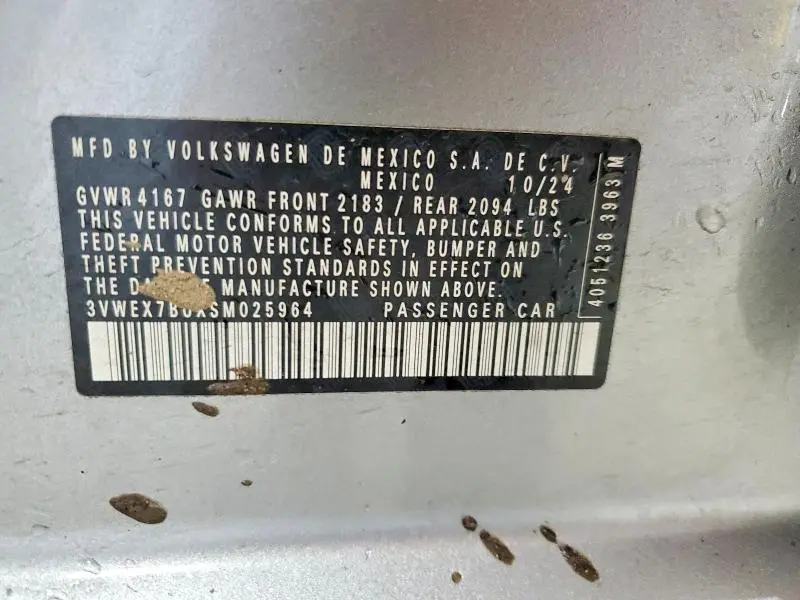 MFD BY VOLKSWAGEN DE MEXICO S.A. DE C.V.
MEXICO 10/24
GVWR 4167 GAWR FRONT 2183 / REAR 2094 LBS
THIS VEHICLE CONFORMS TO ALL APPLICABLE U.S.
FEDERAL MOTOR VEHICLE SAFETY, BUMPER AND
THEFT PREVENTION STANDARDS IN EFFECT ON
THE MANUFACTURE SHOWN ABOVE.
3VWEX7BUXSM025964 PASSENGER CAR
4051236 3963 M